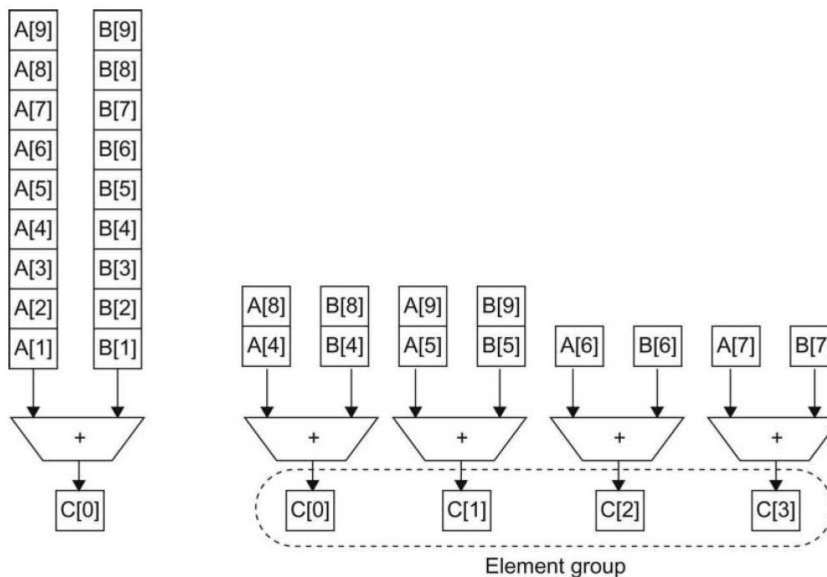 A[9] B[9]
A[8] B[8]
A[7] B[7]
A[6] B[6]
A[5] B[5]
A[4] B[4]
A[3] B[3]
A[2] B[2]
A[1] B[1]
+
C[0]
A[8] B[8] A[9] B[9]
A[4] B[4] A[5] B[5] A[6] B[6] A[7] B[7
+ + + +
C[0] C[1] C[2] C[3]
Element group